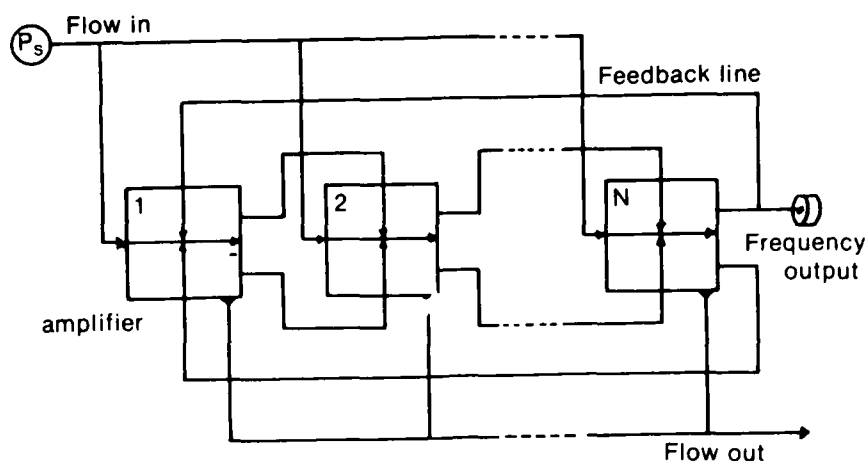 Flow in
Ps
Feedback line
1
2
N
Frequency
output
amplifier
Flow out